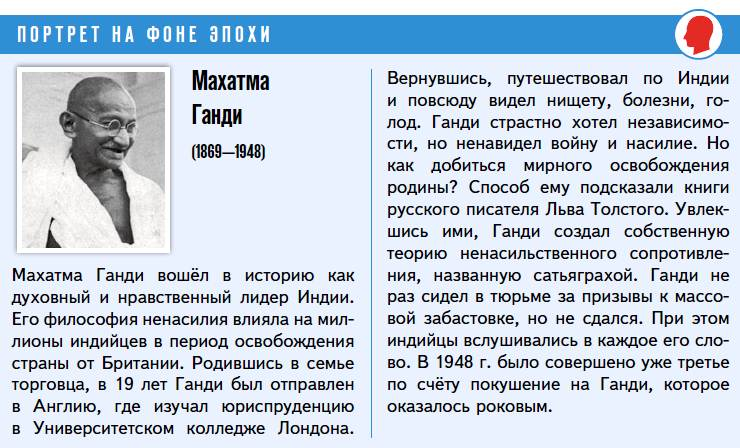 ПОРТРЕТ НА ФОНЕ ЭПОХИ
Махатма
Ганди
(1869—1948)
Махатма Ганди вошёл в историю как
духовный и нравственный лидер Индии.
Его философия ненасилия влияла на мил-
лионы индийцев в период освобождения
страны от Британии. Родившись в семье
торговца, в 19 лет Ганди был отправлен
в Англию, где изучал юриспруденцию
в Университетском колледже Лондона.
Вернувшись, путешествовал по Индии
и повсюду видел нищету, болезни, го-
лод. Ганди страстно хотел независимо-
сти, но ненавидел войну и насилие. Но
как добиться мирного освобождения
родины? Способ ему подсказали книги
русского писателя Льва Толстого. Увлек-
шись ими, Ганди создал собственную
теорию ненасильственного сопротивле-
ния, названную сатьяграхой. Ганди не
раз сидел в тюрьме за призывы к массо-
вой забастовке, но не сдался. При этом
индийцы вслушивались в каждое его сло-
во. В 1948 г. было совершено уже третье
по счёту покушение на Ганди, которое
оказалось роковым.